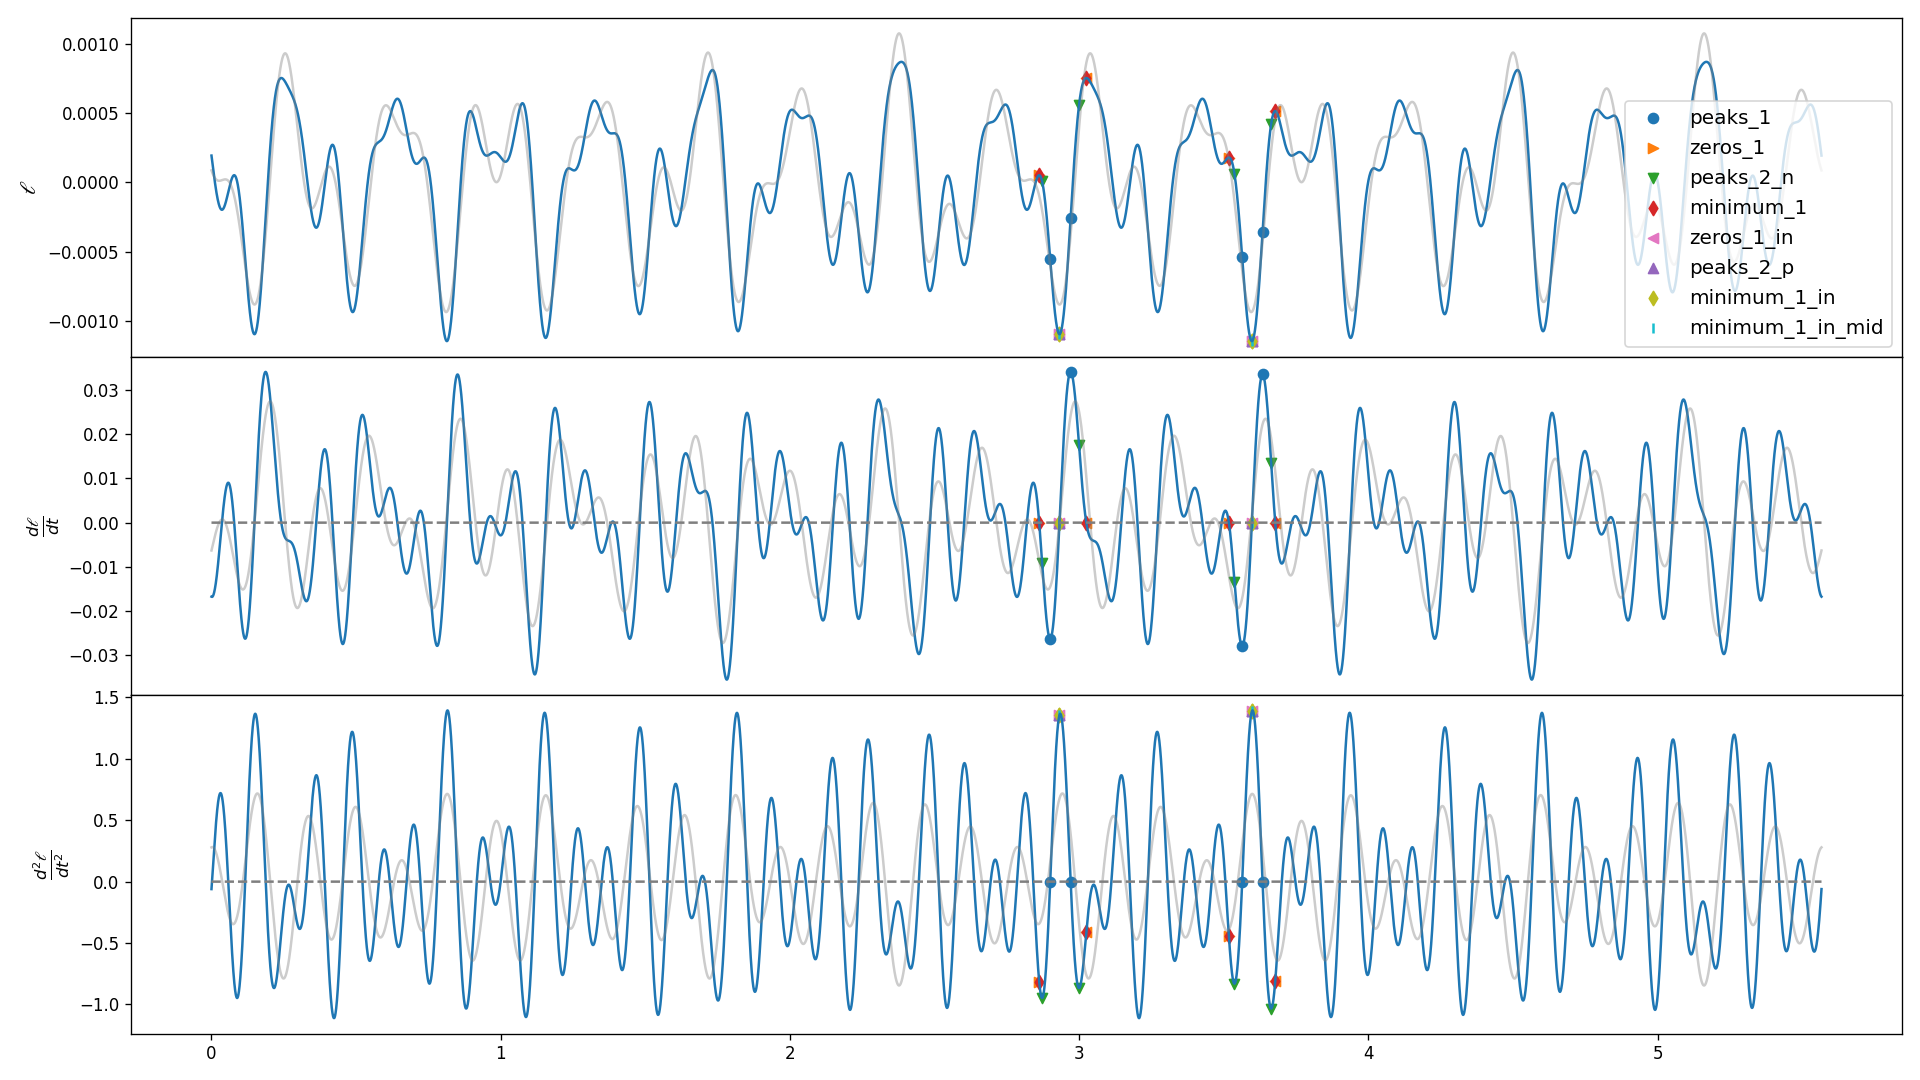 0.0010
0.0005
0.0000
−0.0005
−0.0010
ℓ
peaks_1
zeros_1
peaks_2_n
minimum_1
zeros_1_in
peaks_2_p
minimum_1_in
minimum_1_in_mid
0.03
0.02
0.01
0.00
−0.01
−0.02
−0.03
dℓ
dt
1.5
1.0
0.5
0.0
−0.5
−1.0
d²ℓ
dt²
0 1 2 3 4 5